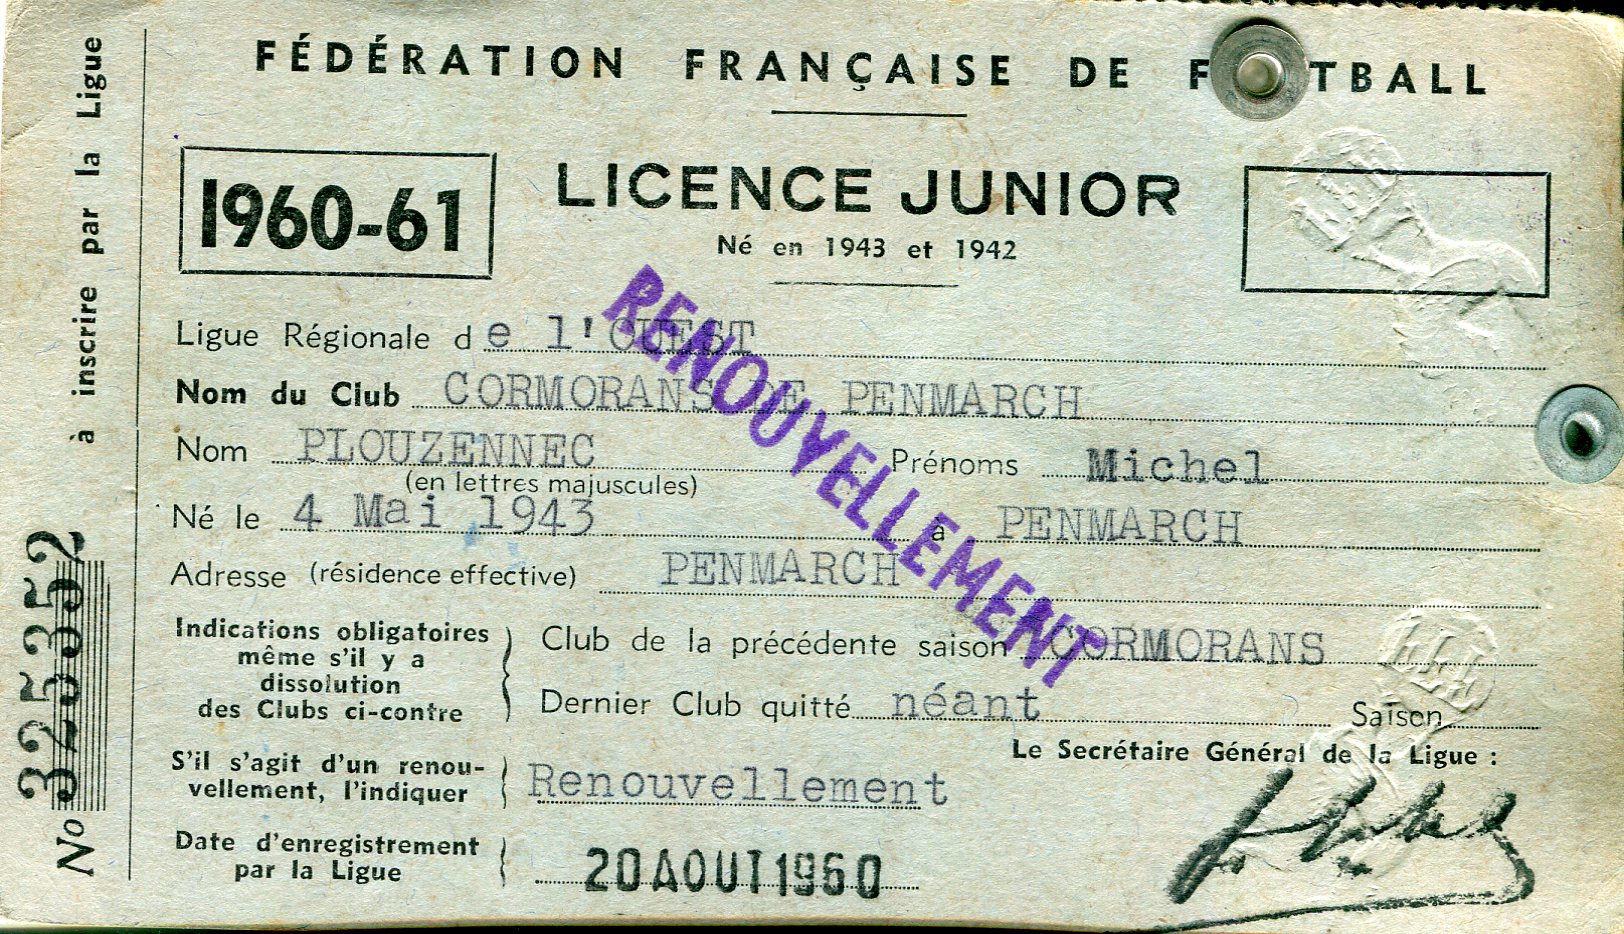 FÉDÉRATION FRANÇAISE DE F TBALL
1960-61
LICENCE JUNIOR
Né en 1943 et 1942
RENOUVELLEMENT
Ligue Régionale de l'OUEST
Nom du Club CORMORANS DE PENMARCH
Nom PLOUZENNEC Prénoms Michel
(en lettres majuscules)
Né le 4 Mai 1943 à PENMARCH
Adresse (résidence effective) PENMARCH
Indications obligatoires
même s'il y a
dissolution
des Clubs ci-contre
Club de la précédente saison CORMORANS
Dernier Club quitté néant Saison
Le Secrétaire Général de la Ligue :
S'il s'agit d'un renou-
vellement, l'indiquer
Renouvellement
Date d'enregistrement
par la Ligue
20 AOUT 1960
No 325352
à inscrire par la Ligue